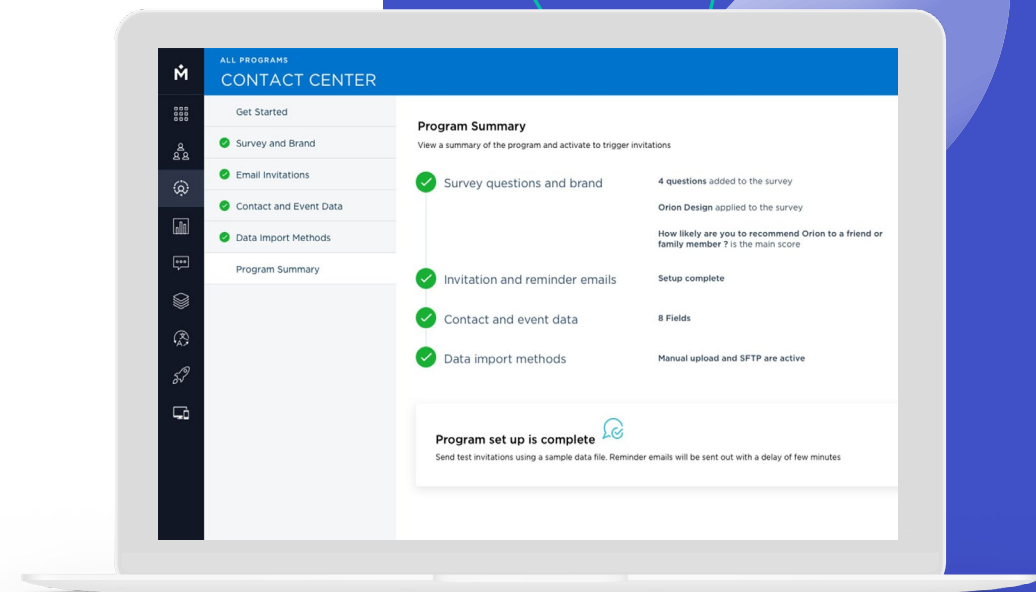 ALL PROGRAMS
CONTACT CENTER
Get Started
Survey and Brand
Email Invitations
Contact and Event Data
Data Import Methods
Program Summary
Program Summary
View a summary of the program and activate to trigger invitations
Survey questions and brand
4 questions added to the survey
Orion Design applied to the survey
How likely are you to recommend Orion to a friend or
family member ? is the main score
Invitation and reminder emails
Setup complete
Contact and event data
8 Fields
Data import methods
Manual upload and SFTP are active
Program set up is complete
Send test invitations using a sample data file. Reminder emails will be sent out with a delay of few minutes